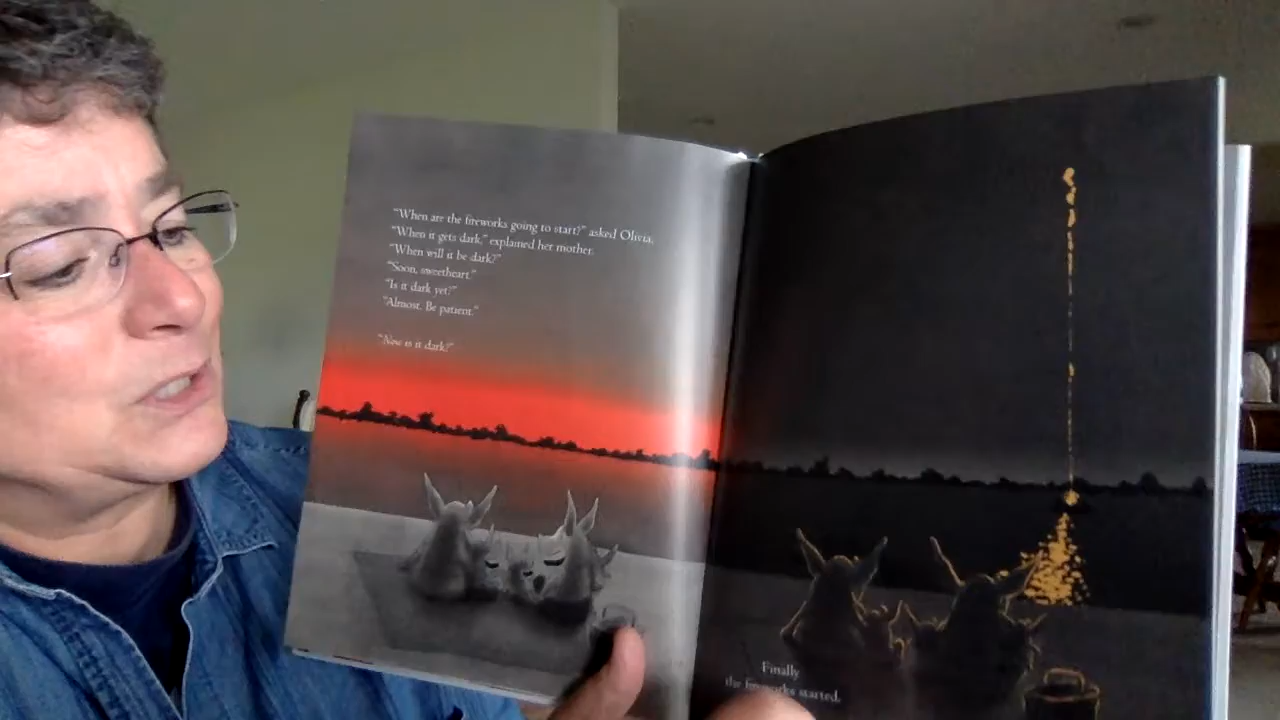 "When are the fireworks going to start?" asked Olivia.
"When it gets dark," explained her mother.
"When will it be dark?"
"Soon, sweetheart."
"Is it dark yet?"
"Almost. Be patient."
"Now is it dark?"
Finally
the fireworks started.